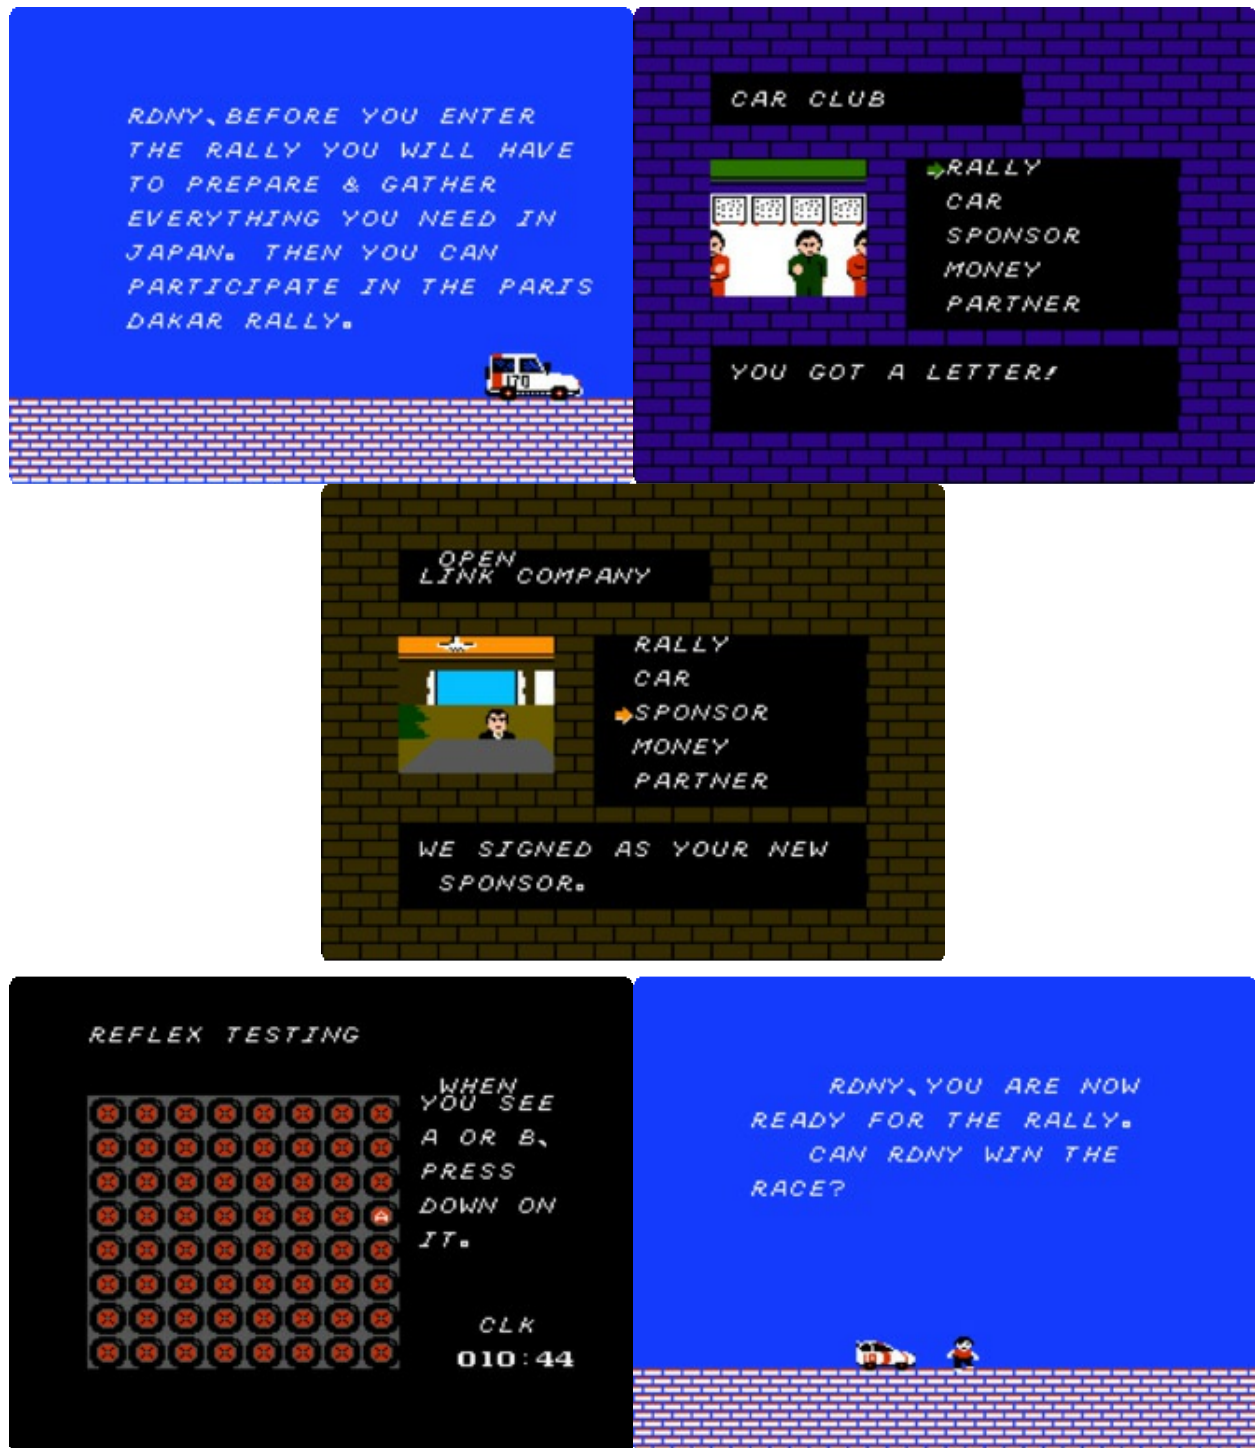 RDNY、BEFORE YOU ENTER
THE RALLY YOU WILL HAVE
TO PREPARE & GATHER
EVERYTHING YOU NEED IN
JAPAN。 THEN YOU CAN
PARTICIPATE IN THE PARIS
DAKAR RALLY。
170
CAR CLUB
RALLY
CAR
SPONSOR
MONEY
PARTNER
YOU GOT A LETTER!
OPEN
LINK COMPANY
RALLY
CAR
SPONSOR
MONEY
PARTNER
WE SIGNED AS YOUR NEW
SPONSOR。
REFLEX TESTING
WHEN
YOU SEE
A OR B、
PRESS
DOWN ON
IT。
A
CLK
010:44
RDNY、YOU ARE NOW
READY FOR THE RALLY。
CAN RDNY WIN THE
RACE?